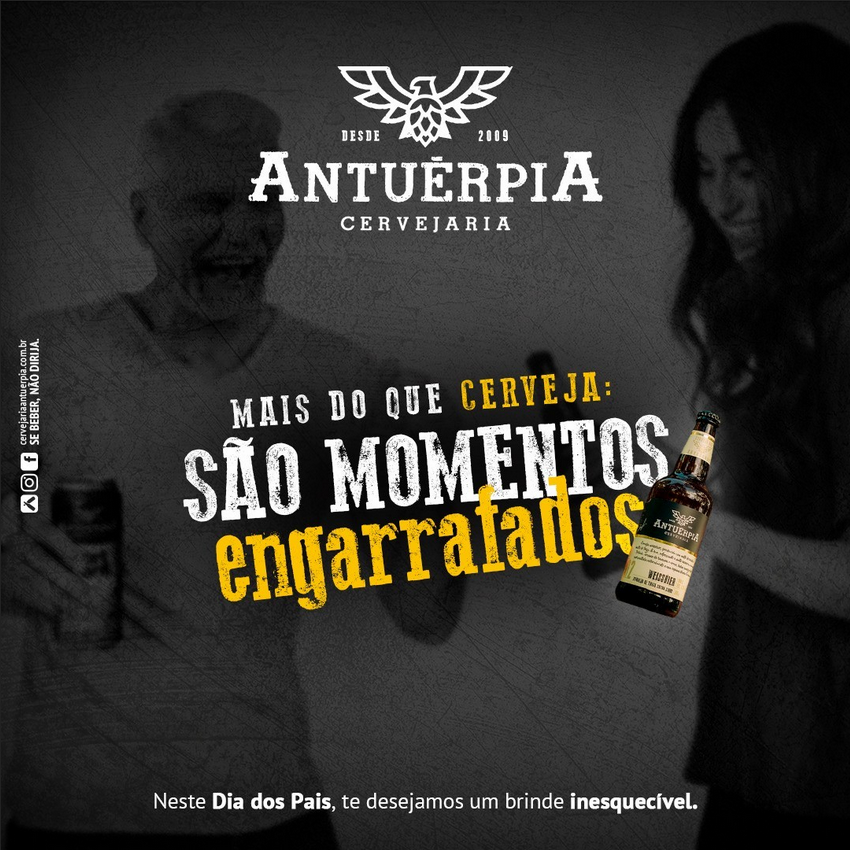 DESDE 2009
ANTUÉRPIA
CERVEJARIA
MAIS DO QUE CERVEJA:
SÃO MOMENTOS
engarrafados
ANTUÉRPIA
CERVEJARIA
WEISSBIER
cervejariaantuerpia.com.br
SE BEBER, NÃO DIRIJA.
Neste Dia dos Pais, te desejamos um brinde inesquecível.